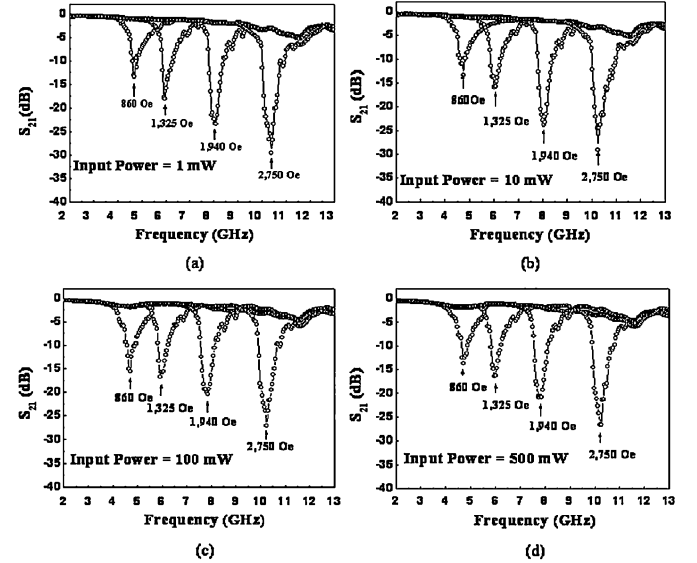 0
-5
-10
-15
-20
-25
-30
-35
-40
S21(dB)
860 Oe
1,325 Oe
1,940 Oe
2,750 Oe
Input Power = 1 mW
2 3 4 5 6 7 8 9 10 11 12 13
Frequency (GHz)
(a)
0
-5
-10
-15
-20
-25
-30
-35
-40
S21 (dB)
860 Oe
1,325 Oe
1,940 Oe
2,750 Oe
Input Power = 10 mW
2 3 4 5 6 7 8 9 10 11 12 13
Frequency (GHz)
(b)
0
-5
-10
-15
-20
-25
-30
-35
-40
S21 (dB)
860 Oe
1,325 Oe
1,940 Oe
2,750 Oe
Input Power = 100 mW
2 3 4 5 6 7 8 9 10 11 12 13
Frequency (GHz)
(c)
0
-5
-10
-15
-20
-25
-30
-35
-40
S21 (dB)
860 Oe
1,325 Oe
1,940 Oe
2,750 Oe
Input Power = 500 mW
2 3 4 5 6 7 8 9 10 11 12 13
Frequency (GHz)
(d)